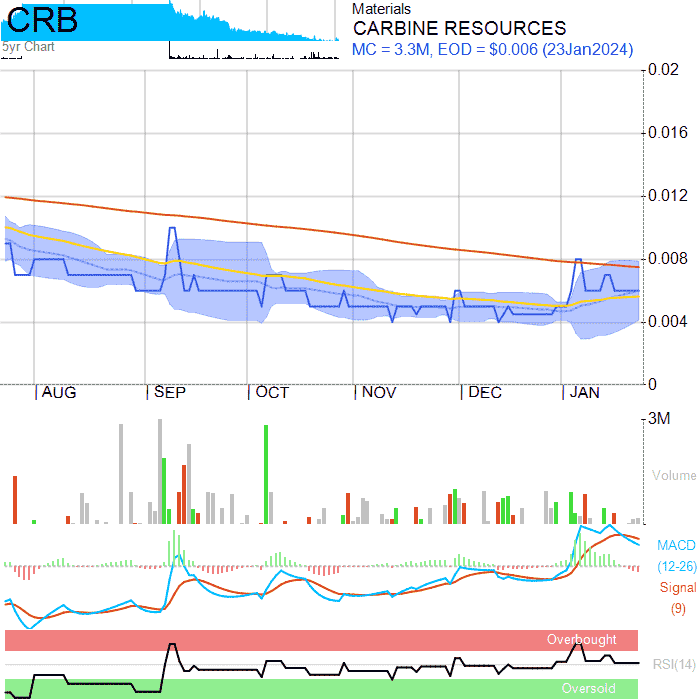 CRB
5yr Chart
Materials
CARBINE RESOURCES
MC = 3.3M, EOD = $0.006 (23Jan2024)
0.02
0.016
0.012
0.008
0.004
0
AUG SEP OCT NOV DEC JAN
3M
Volume
MACD
(12-26)
Signal
(9)
Overbought
RSI(14)
Oversold